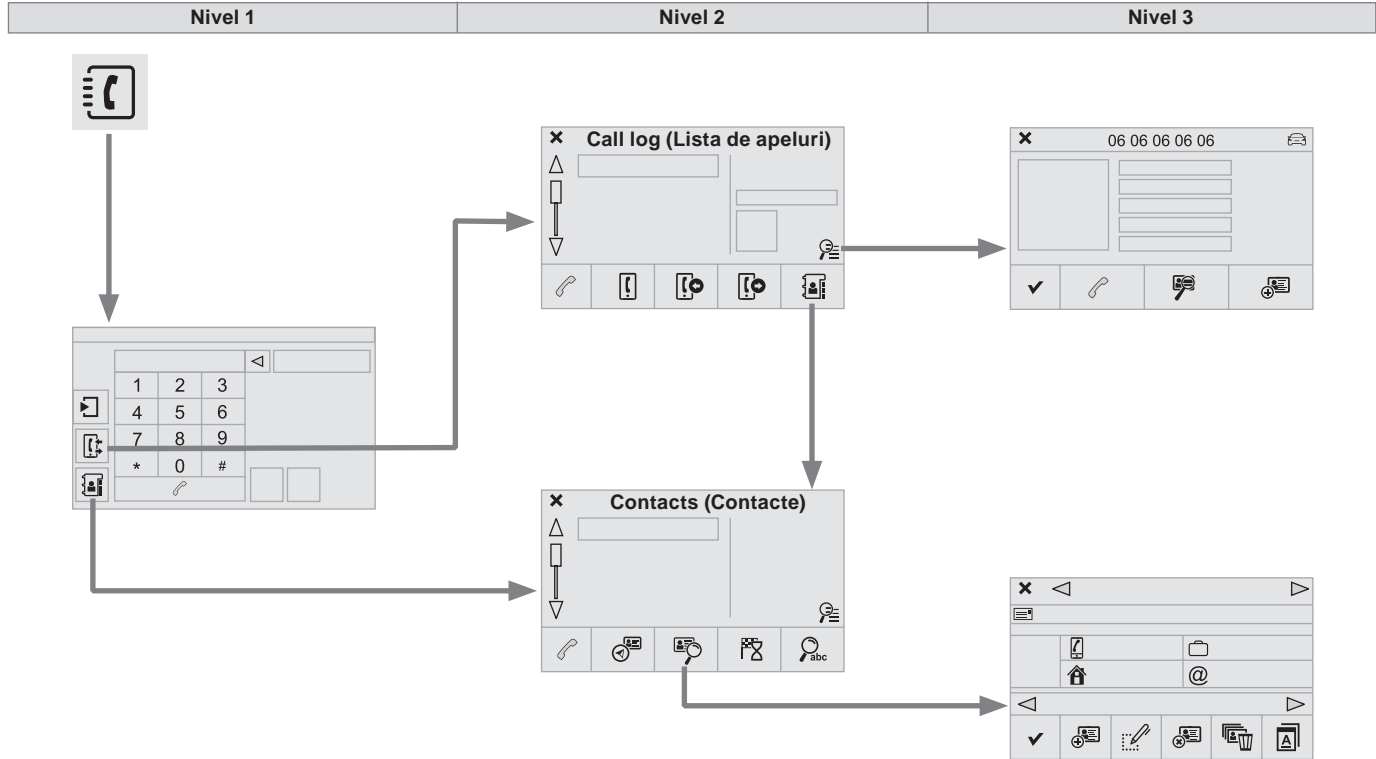 Nivel 1 Nivel 2 Nivel 3
Call log (Lista de apeluri)
06 06 06 06 06
1 2 3
4 5 6
7 8 9
* 0 #
Contacts (Contacte)
abc
@
A